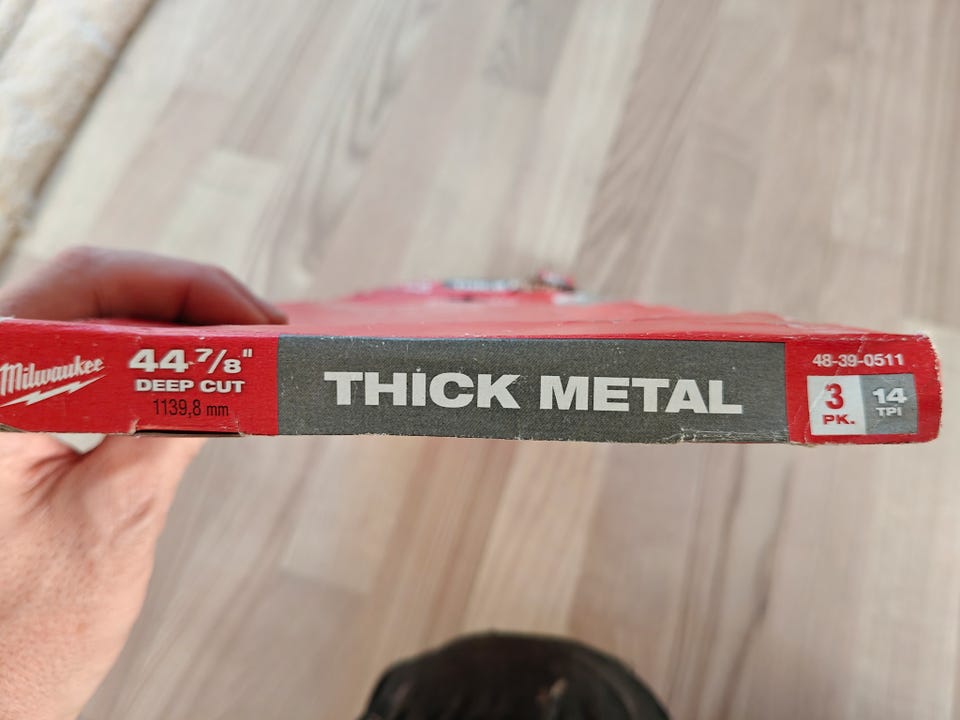 Milwaukee
44-7/8"
DEEP CUT
1139,8 mm
THICK METAL
48-39-0511
3
PK.
14
TPI